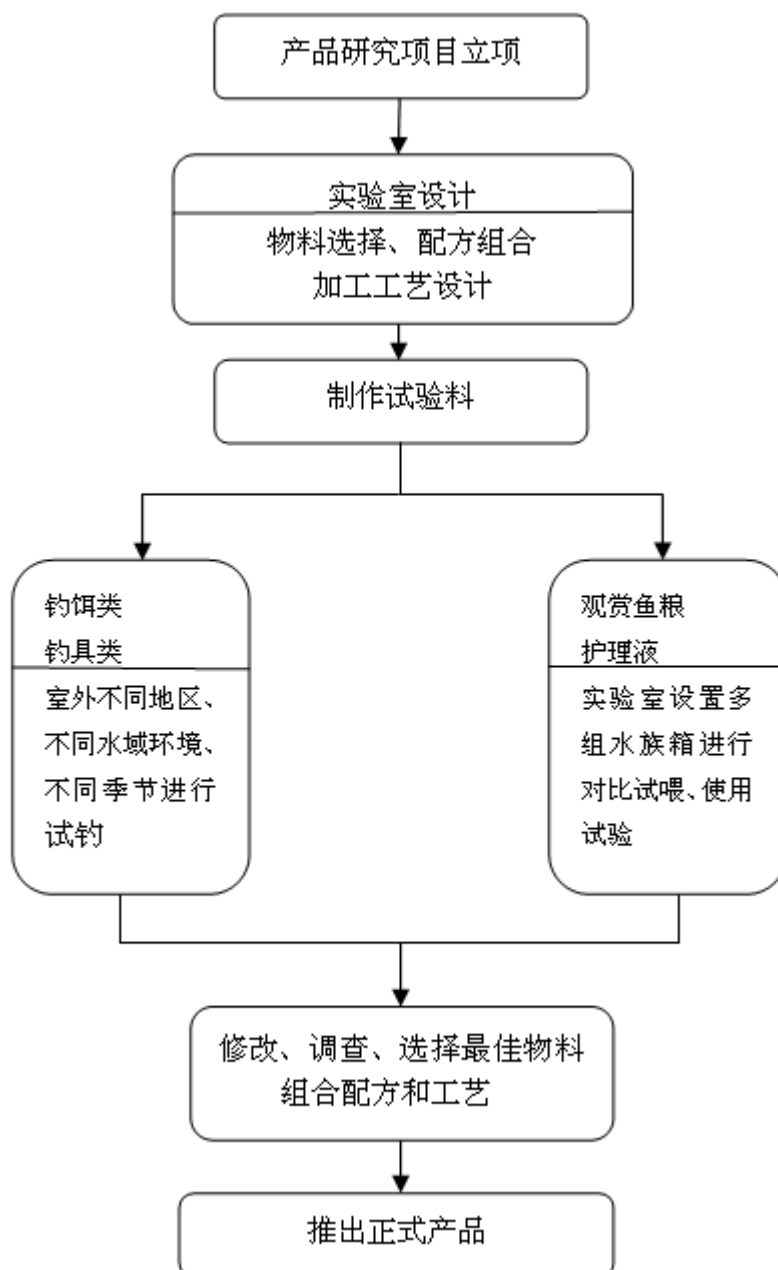 产品研究项目立项
实验室设计
物料选择、配方组合
加工工艺设计
制作试验料
钓饵类
钓具类
室外不同地区、
不同水域环境、
不同季节进行
试钓
观赏鱼粮
护理液
实验室设置多
组水族箱进行
对比试喂、使用
试验
修改、调查、选择最佳物料
组合配方和工艺
推出正式产品